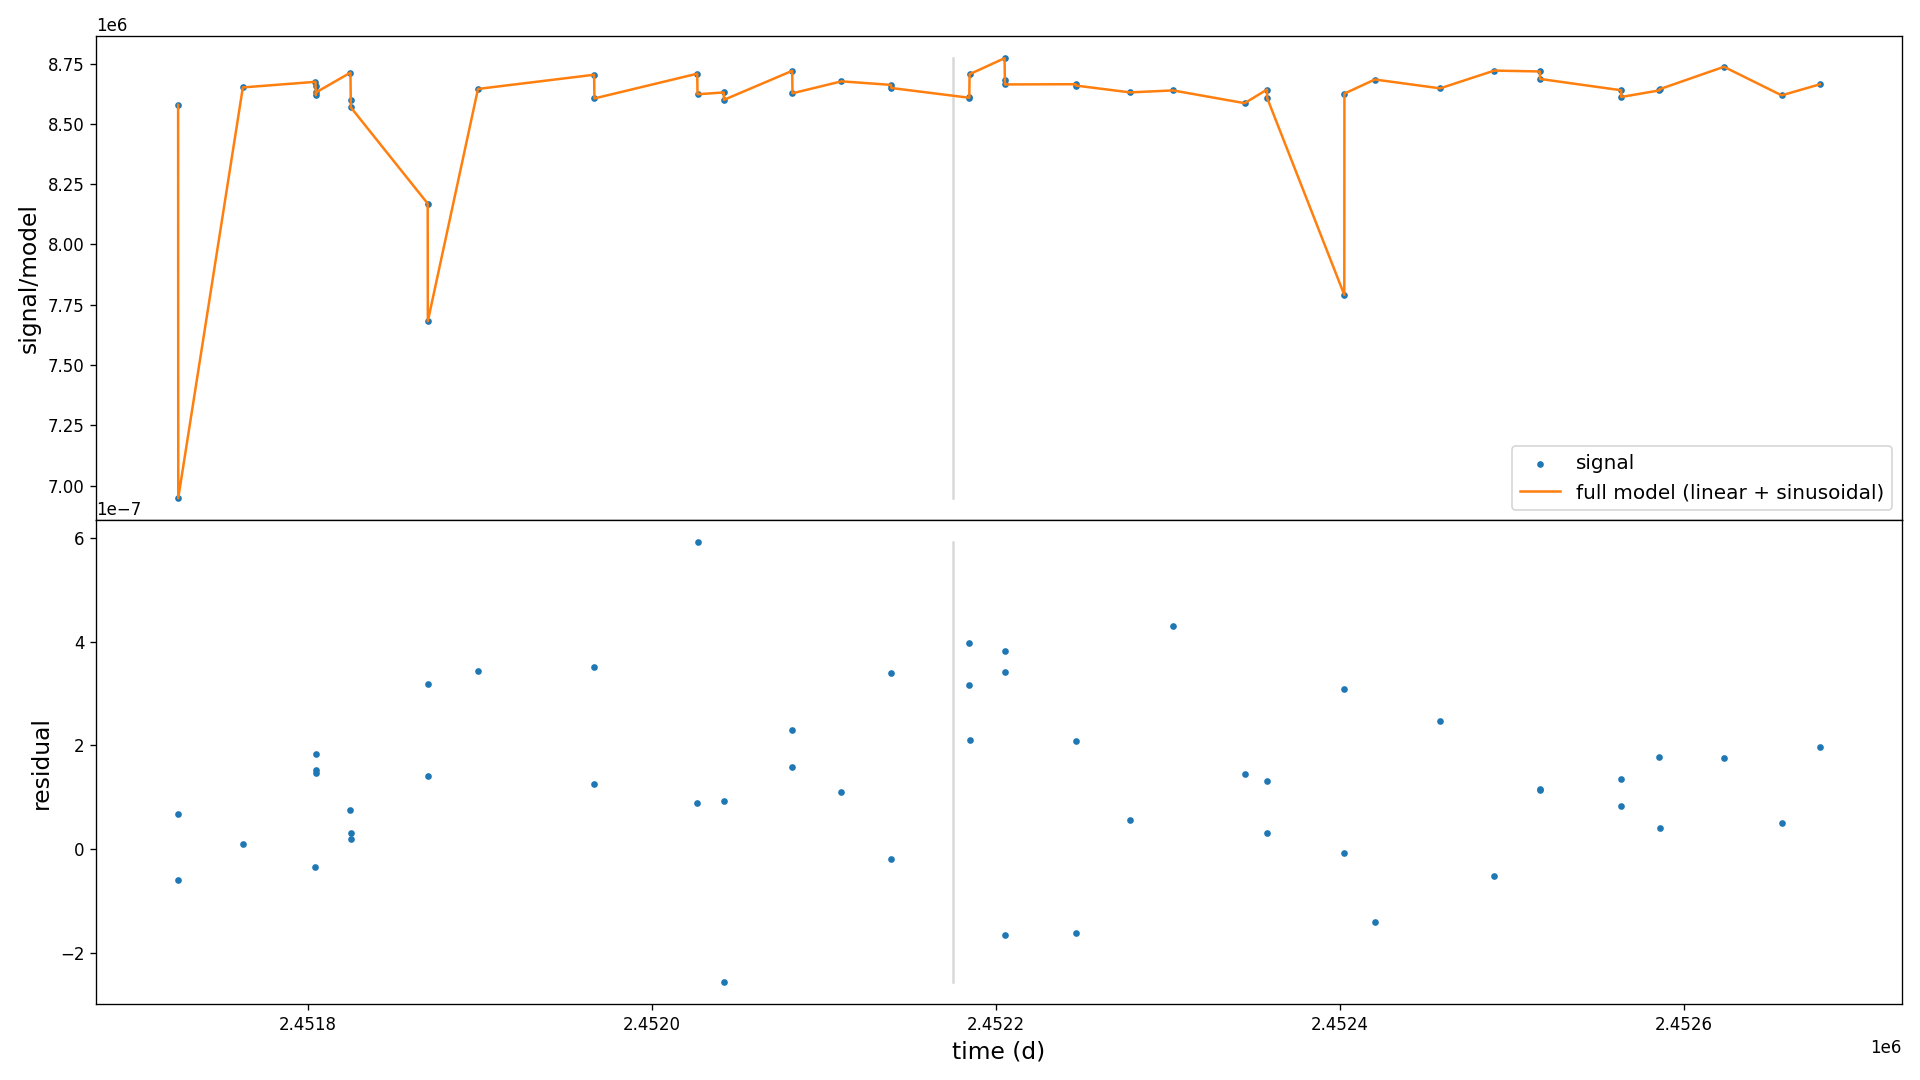 1e6
8.75
8.50
8.25
8.00
7.75
7.50
7.25
7.00
signal/model
signal
full model (linear + sinusoidal)
1e−7
6
4
2
0
−2
residual
2.4518
2.4520
2.4522
2.4524
2.4526
time (d)
1e6